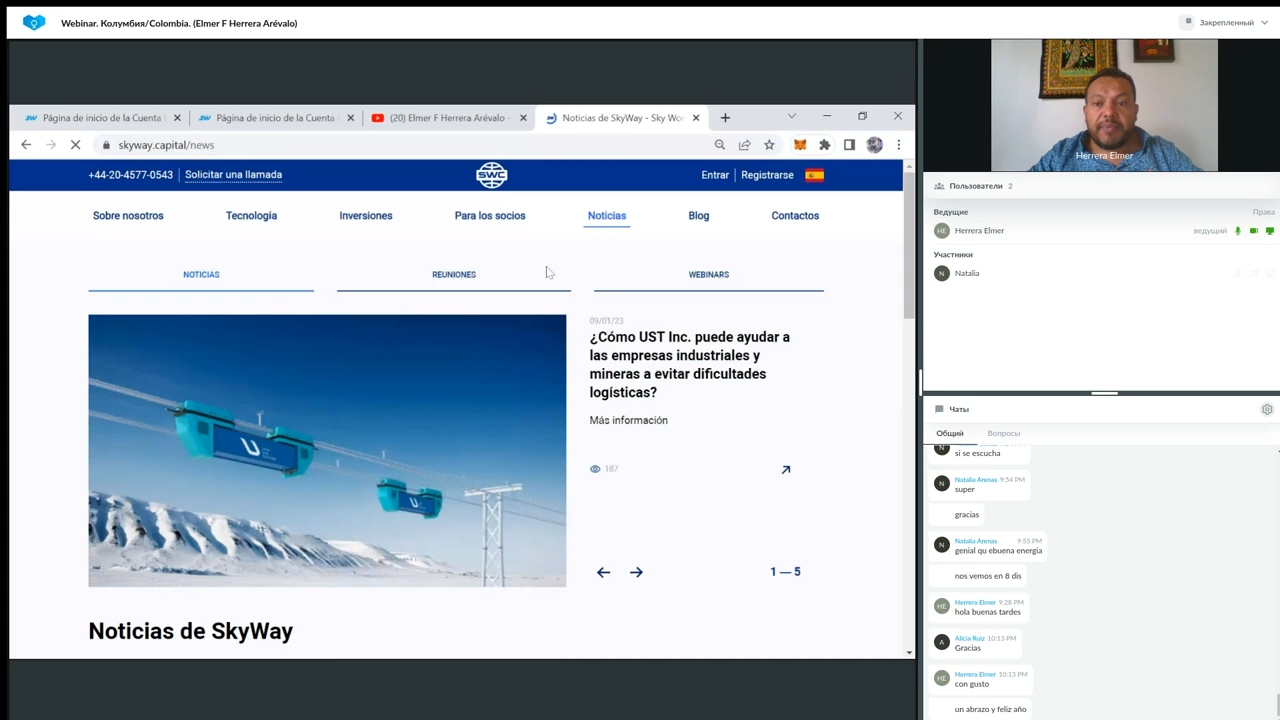 Webinar. Колумбия/Colombia. (Elmer F Herrera Arévalo)
Закрепленный
Página de inicio de la Cuenta
Página de inicio de la Cuenta
(20) Elmer F Herrera Arévalo -
Noticias de SkyWay - Sky Wo
skyway.capital/news
+44-20-4577-0543
Solicitar una llamada
SWC
Entrar
Registrarse
Sobre nosotros
Tecnología
Inversiones
Para los socios
Noticias
Blog
Contactos
NOTICIAS
REUNIONES
WEBINARS
09/01/23
¿Cómo UST Inc. puede ayudar a
las empresas industriales y
mineras a evitar dificultades
logísticas?
Más información
187
1 — 5
Noticias de SkyWay
Herrera Elmer
Пользователи 2
Ведущие
Права
HE
Herrera Elmer
ведущий
Участники
N
Natalia
Чаты
Общий
Вопросы
N
si se escucha
N
Natalia Arenas 9:54 PM
super
gracias
N
Natalia Arenas 9:55 PM
genial qu ebuena energia
nos vemos en 8 dis
HE
Herrera Elmer 9:28 PM
hola buenas tardes
A
Alicia Ruiz 10:13 PM
Gracias
HE
Herrera Elmer 10:13 PM
con gusto
un abrazo y feliz año